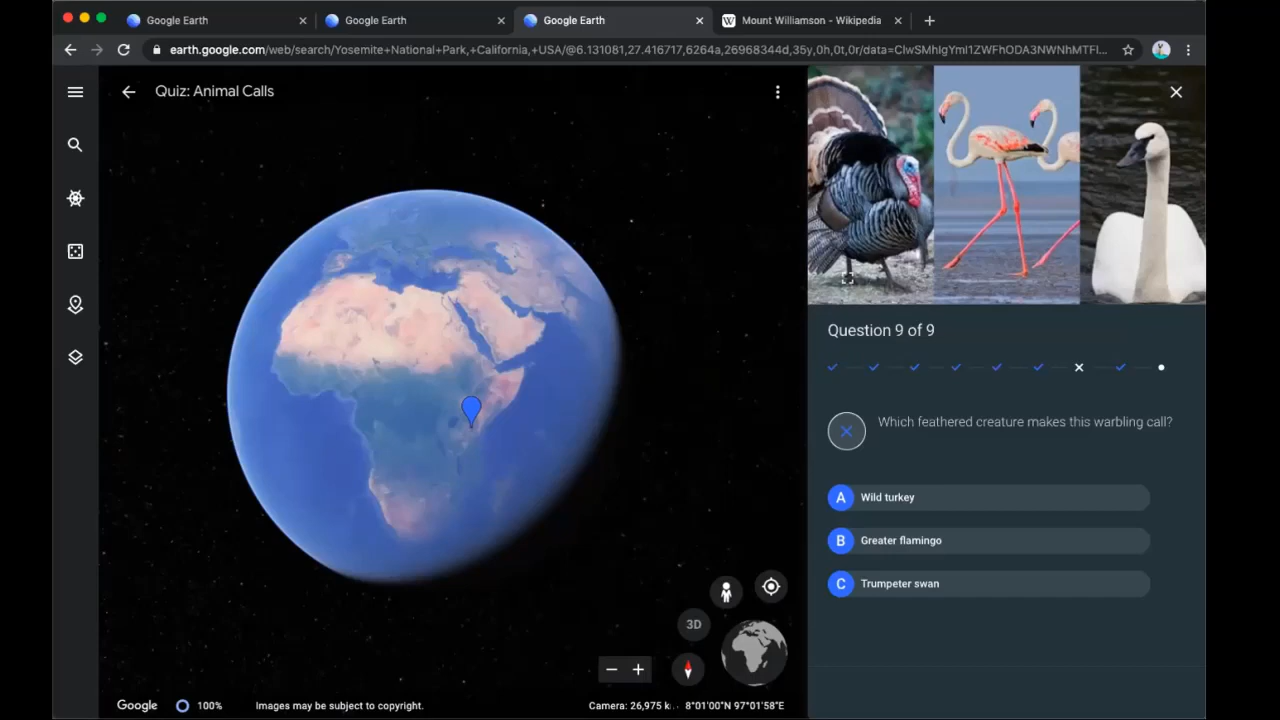 Google Earth
Google Earth
Google Earth
W Mount Williamson - Wikipedia
earth.google.com/web/search/Yosemite+National+Park,+California,+USA/@6.131081,27.416717,6264a,26968344d,35y,0h,0t,0r/data=
Quiz: Animal Calls
Question 9 of 9
Which feathered creature makes this warbling call?
A Wild turkey
B Greater flamingo
C Trumpeter swan
3D
Google
100%
Images may be subject to copyright.
Camera: 26,975 k
8°01'00"N 97°01'58"E